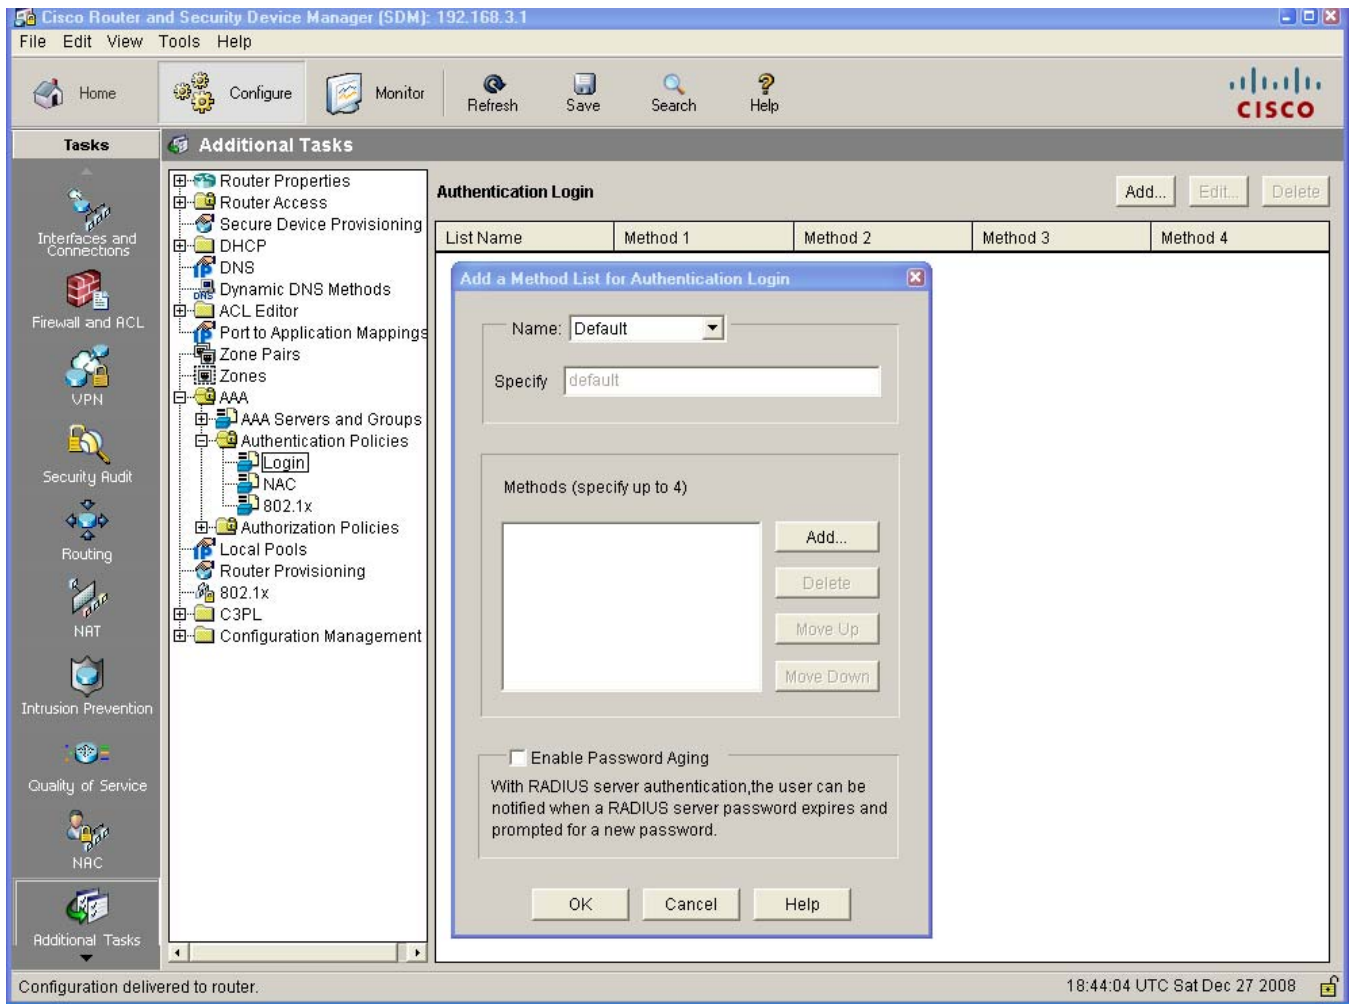 Cisco Router and Security Device Manager (SDM): 192.168.3.1
File Edit View Tools Help
Home Configure Monitor Refresh Save Search Help
CISCO
Tasks
Interfaces and Connections
Firewall and ACL
VPN
Security Audit
Routing
NAT
Intrusion Prevention
Quality of Service
NAC
Additional Tasks
Additional Tasks
Router Properties
Router Access
Secure Device Provisioning
DHCP
DNS
Dynamic DNS Methods
ACL Editor
Port to Application Mappings
Zone Pairs
Zones
AAA
AAA Servers and Groups
Authentication Policies
Login
NAC
802.1x
Authorization Policies
Local Pools
Router Provisioning
802.1x
C3PL
Configuration Management
Authentication Login
Add... Edit... Delete
List Name Method 1 Method 2 Method 3 Method 4
Add a Method List for Authentication Login
Name: Default
Specify default
Methods (specify up to 4)
Add...
Delete
Move Up
Move Down
Enable Password Aging
With RADIUS server authentication,the user can be
notified when a RADIUS server password expires and
prompted for a new password.
OK Cancel Help
Configuration delivered to router.
18:44:04 UTC Sat Dec 27 2008